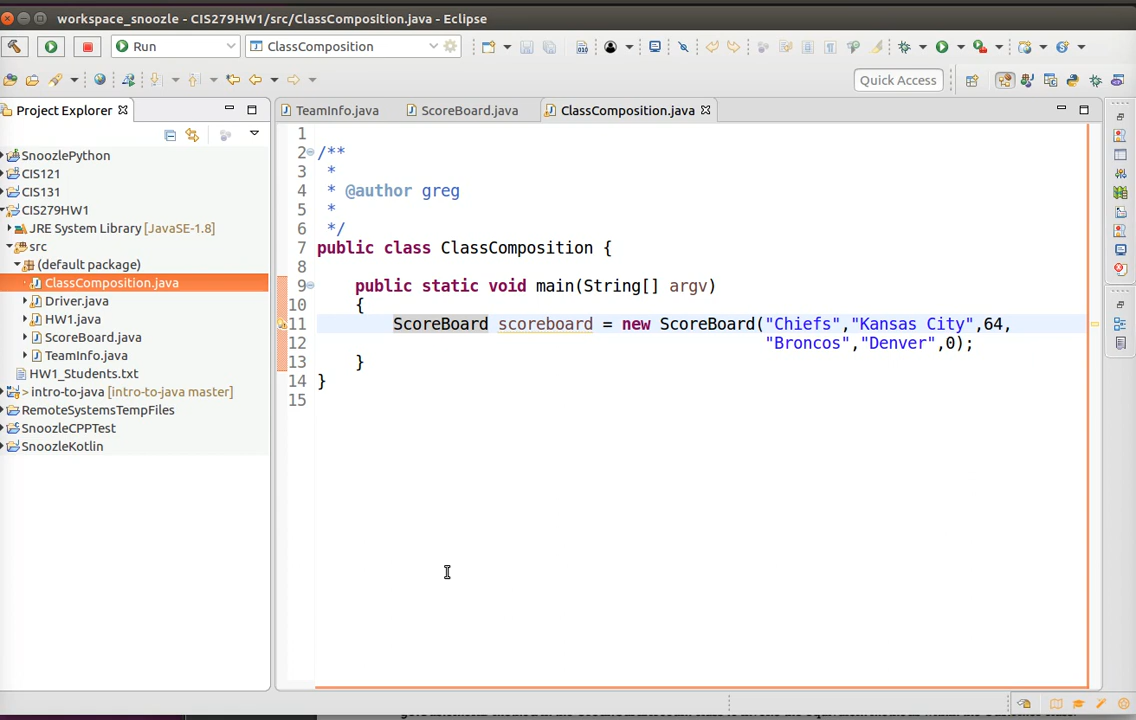 workspace_snoozle - CIS279HW1/src/ClassComposition.java - Eclipse
Run
ClassComposition
Quick Access
Project Explorer
TeamInfo.java
ScoreBoard.java
ClassComposition.java
SnoozlePython
CIS121
CIS131
CIS279HW1
JRE System Library [JavaSE-1.8]
src
(default package)
ClassComposition.java
Driver.java
HW1.java
ScoreBoard.java
TeamInfo.java
HW1_Students.txt
> intro-to-java [intro-to-java master]
RemoteSystemsTempFiles
SnoozleCPPTest
SnoozleKotlin
1
2 /**
3 *
4 * @author greg
5 *
6 */
7 public class ClassComposition {
8
9 public static void main(String[] argv)
10 {
11 ScoreBoard scoreboard = new ScoreBoard("Chiefs","Kansas City",64,
12 "Broncos","Denver",0);
13 }
14 }
15